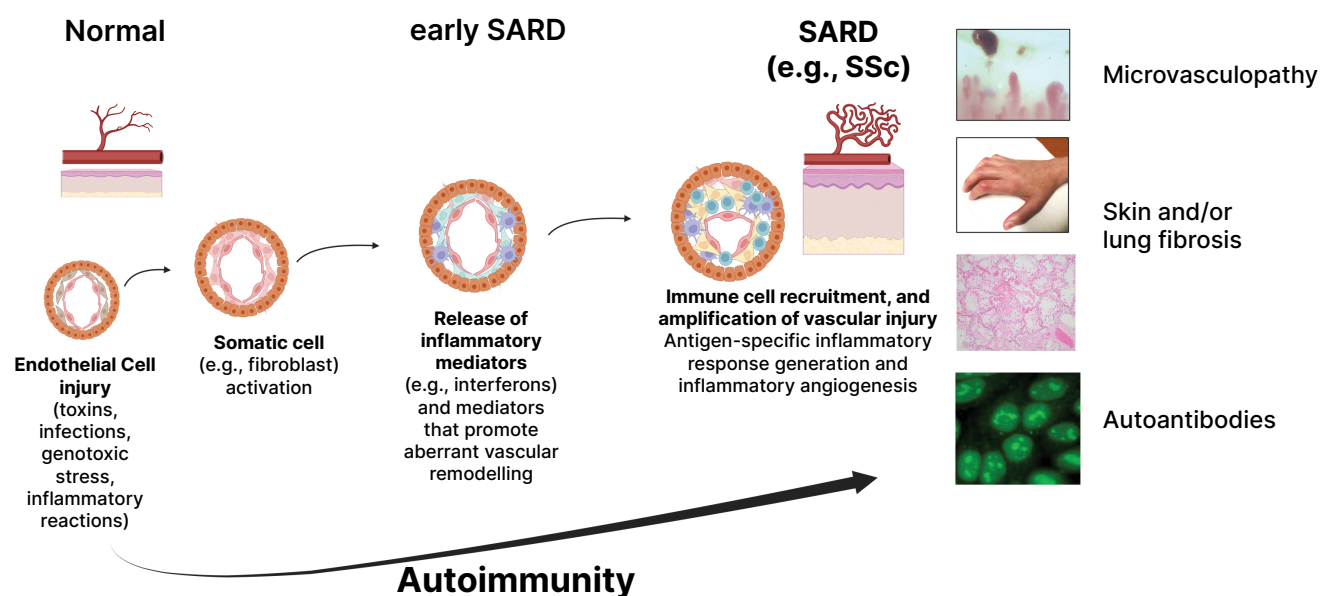 Normal
early SARD
SARD
(e.g., SSc)
Microvasculopathy
Skin and/or
lung fibrosis
Autoantibodies
Endothelial Cell
injury
(toxins,
infections,
genotoxic
stress,
inflammatory
reactions)
Somatic cell
(e.g., fibroblast)
activation
Release of
inflammatory
mediators
(e.g., interferons)
and mediators
that promote
aberrant vascular
remodelling
Immune cell recruitment, and
amplification of vascular injury
Antigen-specific inflammatory
response generation and
inflammatory angiogenesis
Autoimmunity